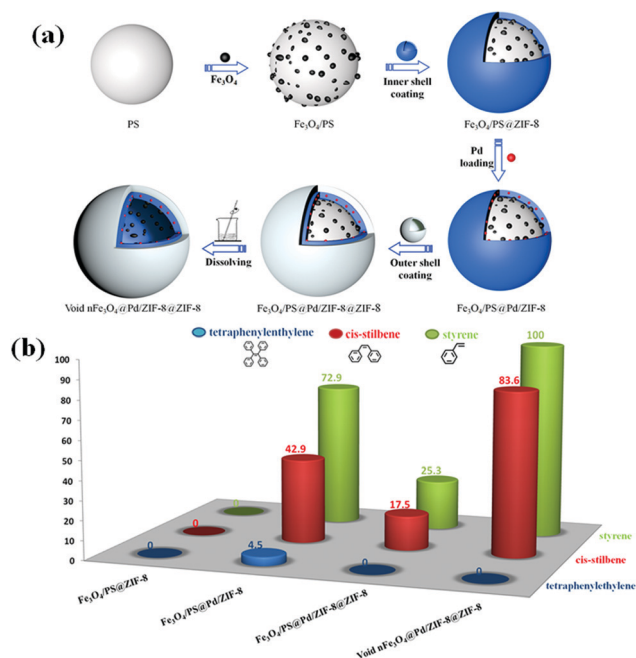 (a)
Fe₃O₄
Inner shell
coating
PS
Fe₃O₄/PS
Fe₃O₄/PS@ZIF-8
Pd
loading
Dissolving
Outer shell
coating
Void nFe₃O₄@Pd/ZIF-8@ZIF-8
Fe₃O₄/PS@Pd/ZIF-8@ZIF-8
Fe₃O₄/PS@Pd/ZIF-8
(b)
tetraphenylenthylene
cis-stilbene
styrene
100
90
80
70
60
50
40
30
20
10
0
0
0
0
4.5
42.9
72.9
0
17.5
25.3
0
83.6
100
styrene
cis-stilbene
tetraphenylethylene
Fe₃O₄/PS@ZIF-8
Fe₃O₄/PS@Pd/ZIF-8
Fe₃O₄/PS@Pd/ZIF-8@ZIF-8
Void nFe₃O₄@Pd/ZIF-8@ZIF-8